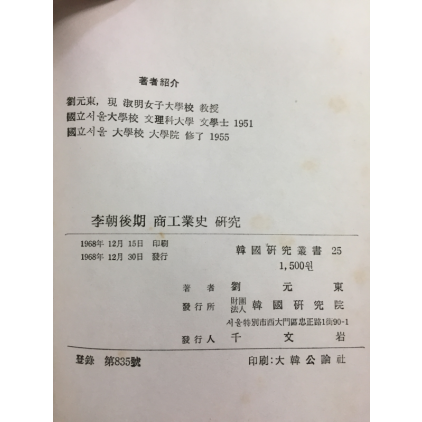 著者紹介
劉元東, 現 淑明女子大學校 教授
國立서울大學校 文理科大學 文學士 1951
國立서울 大學校 大學院 修了 1955
李朝後期 商工業史 硏究
1968年 12月 15日 印刷
1968年 12月 30日 發行
韓國硏究叢書 25
1,500원
著者 劉元東
發行所 財團法人 韓國硏究院
서울特別市西大門區忠正路1街90-1
發行人 千文岩
登錄 第835號
印刷:大韓公論社